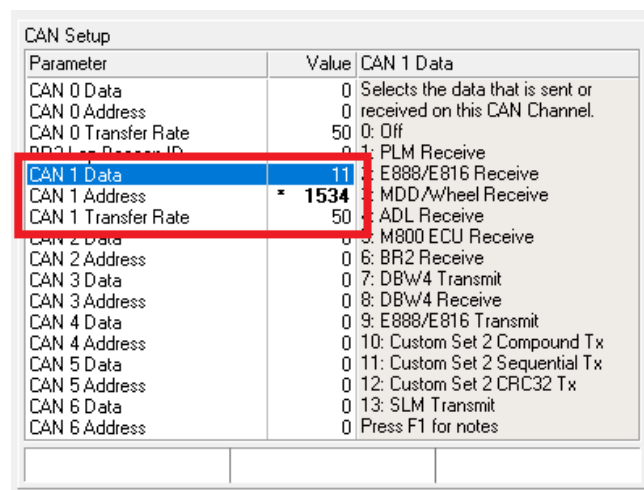 CAN Setup
Parameter Value CAN 1 Data
CAN 0 Data 0 Selects the data that is sent or
CAN 0 Address 0 received on this CAN Channel.
CAN 0 Transfer Rate 50 0: Off
0 1: PLM Receive
CAN 1 Data 11 E888/E816 Receive
CAN 1 Address * 1534 MDD/Wheel Receive
CAN 1 Transfer Rate 50 ADL Receive
CAN 2 Data 0 5: M800 ECU Receive
CAN 2 Address 0 6: BR2 Receive
CAN 3 Data 0 7: DBW4 Transmit
CAN 3 Address 0 8: DBW4 Receive
CAN 4 Data 0 9: E888/E816 Transmit
CAN 4 Address 0 10: Custom Set 2 Compound Tx
CAN 5 Data 0 11: Custom Set 2 Sequential Tx
CAN 5 Address 0 12: Custom Set 2 CRC32 Tx
CAN 6 Data 0 13: SLM Transmit
CAN 6 Address 0 Press F1 for notes